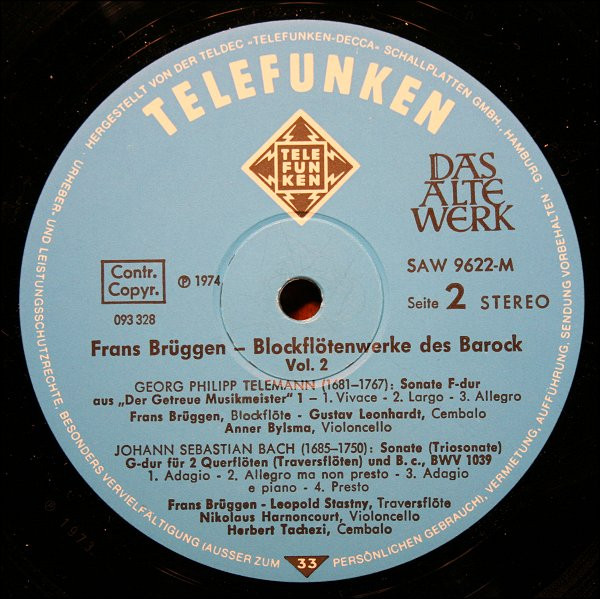 URHEBER- UND LEISTUNGSSCHUTZRECHTE, BESONDERS VERVIELFÄLTIGUNG (AUSSER ZUM PERSÖNLICHEN GEBRAUCH), VERMIETUNG, AUFFÜHRUNG, SENDUNG VORBEHALTEN · HERGESTELLT VON DER TELDEC »TELEFUNKEN-DECCA« SCHALLPLATTEN GMBH., HAMBURG ·
TELEFUNKEN
TELE
FUN
KEN
DAS
ALTE
WERK
Contr.
Copyr.
℗ 1974
093 328
SAW 9622-M
Seite 2 STEREO
Frans Brüggen – Blockflötenwerke des Barock
Vol. 2
GEORG PHILIPP TELEMANN (1681–1767): Sonate F-dur
aus „Der Getreue Musikmeister" 1 – 1. Vivace - 2. Largo - 3. Allegro
Frans Brüggen, Blockflöte - Gustav Leonhardt, Cembalo
Anner Bylsma, Violoncello
JOHANN SEBASTIAN BACH (1685–1750): Sonate (Triosonate)
G-dur für 2 Querflöten (Traversflöten) und B. c., BWV 1039
1. Adagio - 2. Allegro ma non presto - 3. Adagio
e piano - 4. Presto
Frans Brüggen - Leopold Stastny, Traversflöte
Nikolaus Harnoncourt, Violoncello
Herbert Tachezi, Cembalo
33